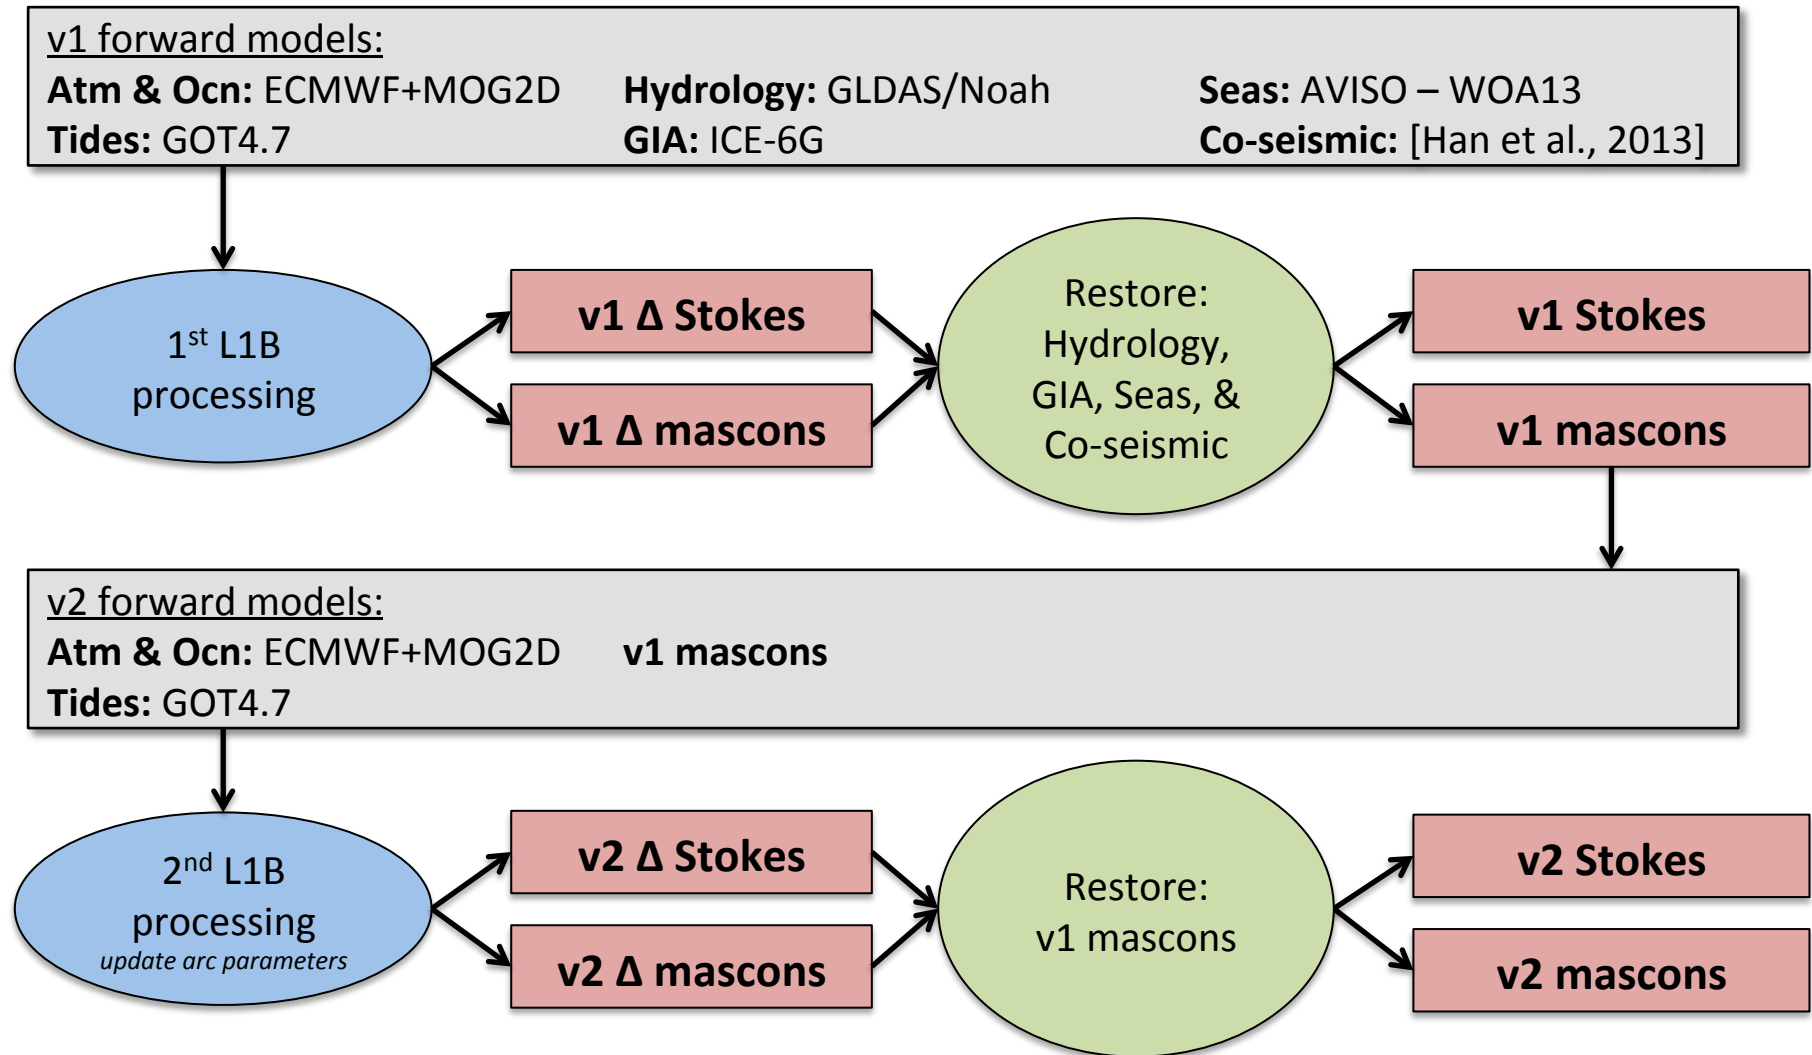 v1 forward models:
Atm & Ocn: ECMWF+MOG2D Hydrology: GLDAS/Noah Seas: AVISO – WOA13
Tides: GOT4.7 GIA: ICE-6G Co-seismic: [Han et al., 2013]
1st L1B
processing
v1 Δ Stokes
v1 Δ mascons
Restore:
Hydrology,
GIA, Seas, &
Co-seismic
v1 Stokes
v1 mascons
v2 forward models:
Atm & Ocn: ECMWF+MOG2D v1 mascons
Tides: GOT4.7
2nd L1B
processing
update arc parameters
v2 Δ Stokes
v2 Δ mascons
Restore:
v1 mascons
v2 Stokes
v2 mascons